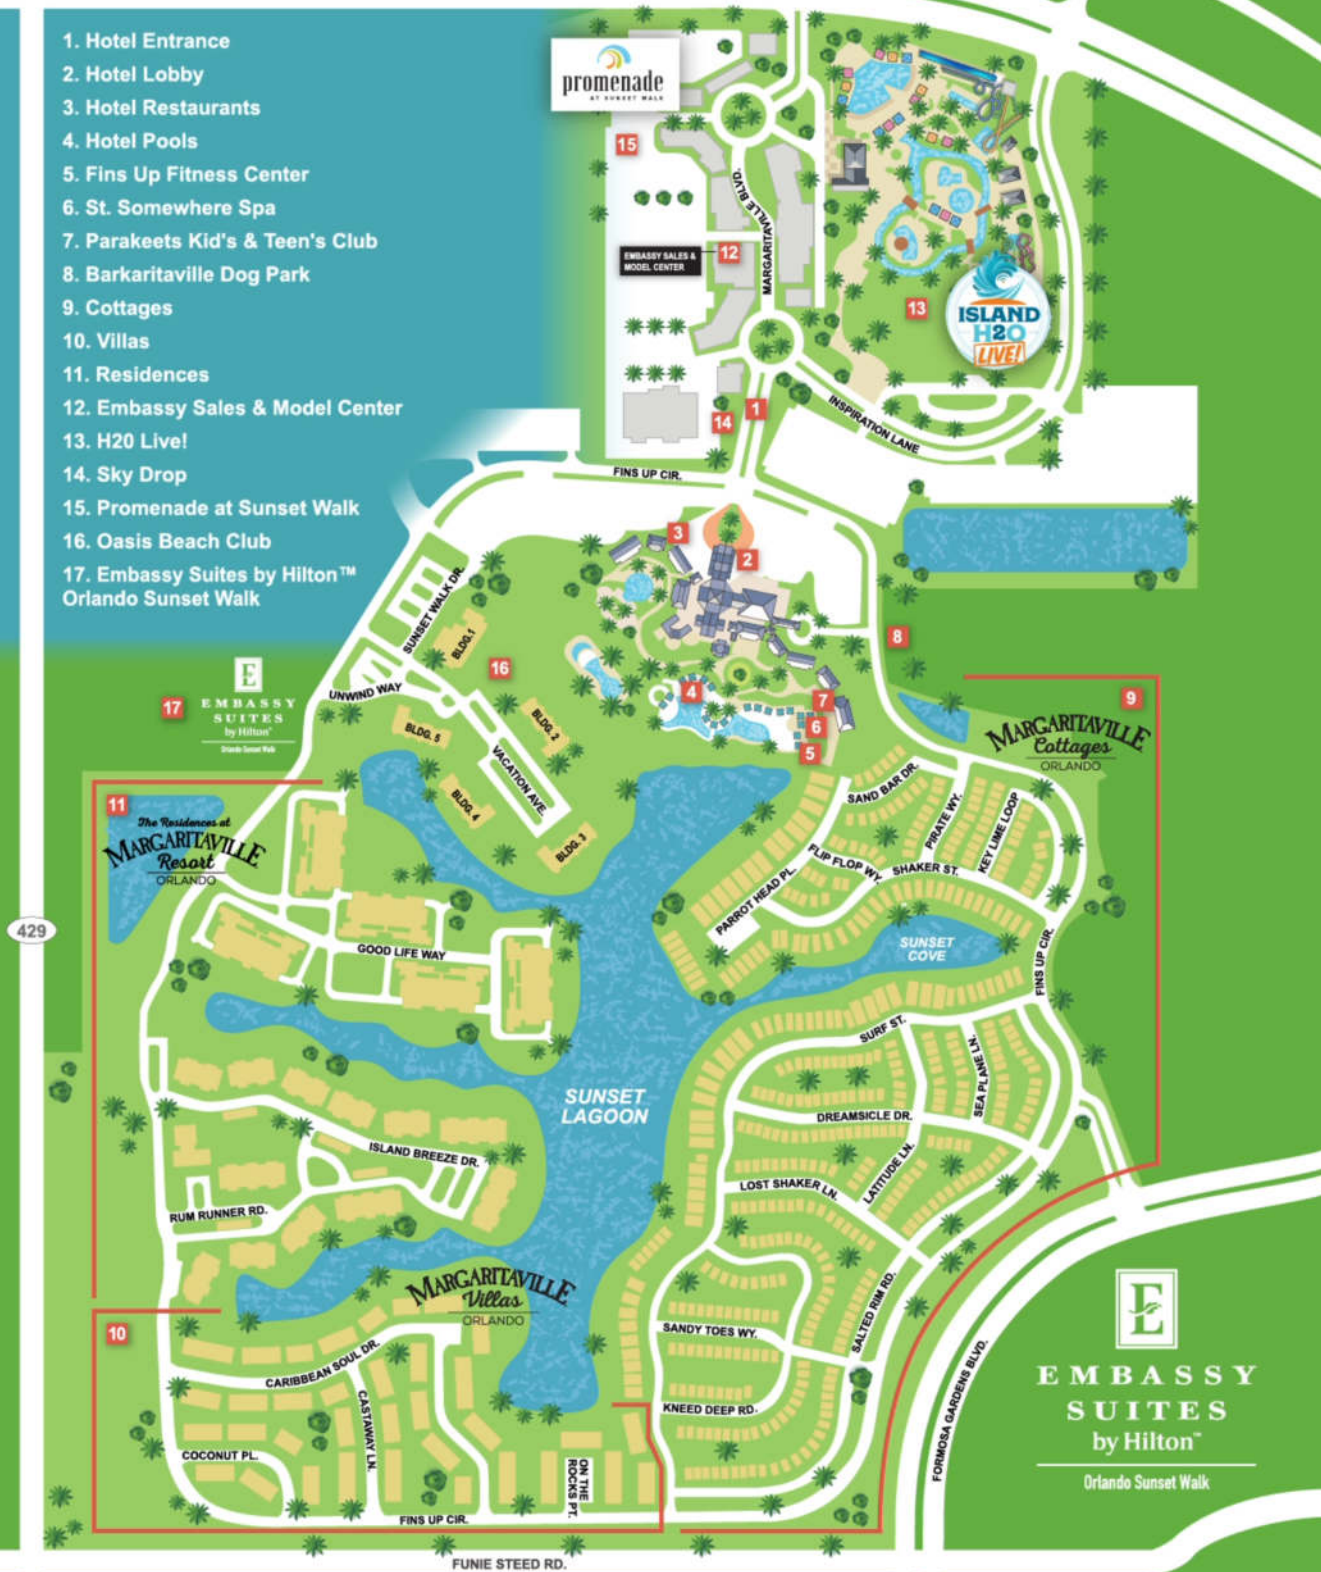 1. Hotel Entrance
2. Hotel Lobby
3. Hotel Restaurants
4. Hotel Pools
5. Fins Up Fitness Center
6. St. Somewhere Spa
7. Parakeets Kid's & Teen's Club
8. Barkaritaville Dog Park
9. Cottages
10. Villas
11. Residences
12. Embassy Sales & Model Center
13. H20 Live!
14. Sky Drop
15. Promenade at Sunset Walk
16. Oasis Beach Club
17. Embassy Suites by Hilton™
Orlando Sunset Walk
promenade
AT SUNSET WALK
15
MARGARITAVILLE BLVD.
EMBASSY SALES &
MODEL CENTER
12
13
ISLAND
H2O
LIVE!
1
14
INSPIRATION LANE
FINS UP CIR.
3
2
SUNSET WALK DR.
BLDG.1
16
8
UNWIND WAY
17
E
EMBASSY
SUITES
by Hilton™
Orlando Sunset Walk
BLDG. 5
BLDG. 2
4
7
6
5
9
MARGARITAVILLE
Cottages
ORLANDO
VACATION AVE.
BLDG. 4
BLDG. 3
11
The Residences at
MARGARITAVILLE
Resort
ORLANDO
SAND BAR DR.
PIRATE WY.
KEY LIME LOOP
FLIP FLOP WY.
SHAKER ST.
PARROT HEAD PL.
429
GOOD LIFE WAY
SUNSET
COVE
FINS UP CIR.
SURF ST.
SEA PLANE LN.
SUNSET
LAGOON
DREAMSICLE DR.
ISLAND BREEZE DR.
LATITUDE LN.
LOST SHAKER LN.
RUM RUNNER RD.
MARGARITAVILLE
Villas
ORLANDO
10
SANDY TOES WY.
SALTED RIM RD.
CARIBBEAN SOUL DR.
CASTAWAY LN.
KNEED DEEP RD.
COCONUT PL.
ON THE
ROCKS PT.
FORMOSA GARDENS BLVD.
E
EMBASSY
SUITES
by Hilton™
Orlando Sunset Walk
FINS UP CIR.
FUNIE STEED RD.